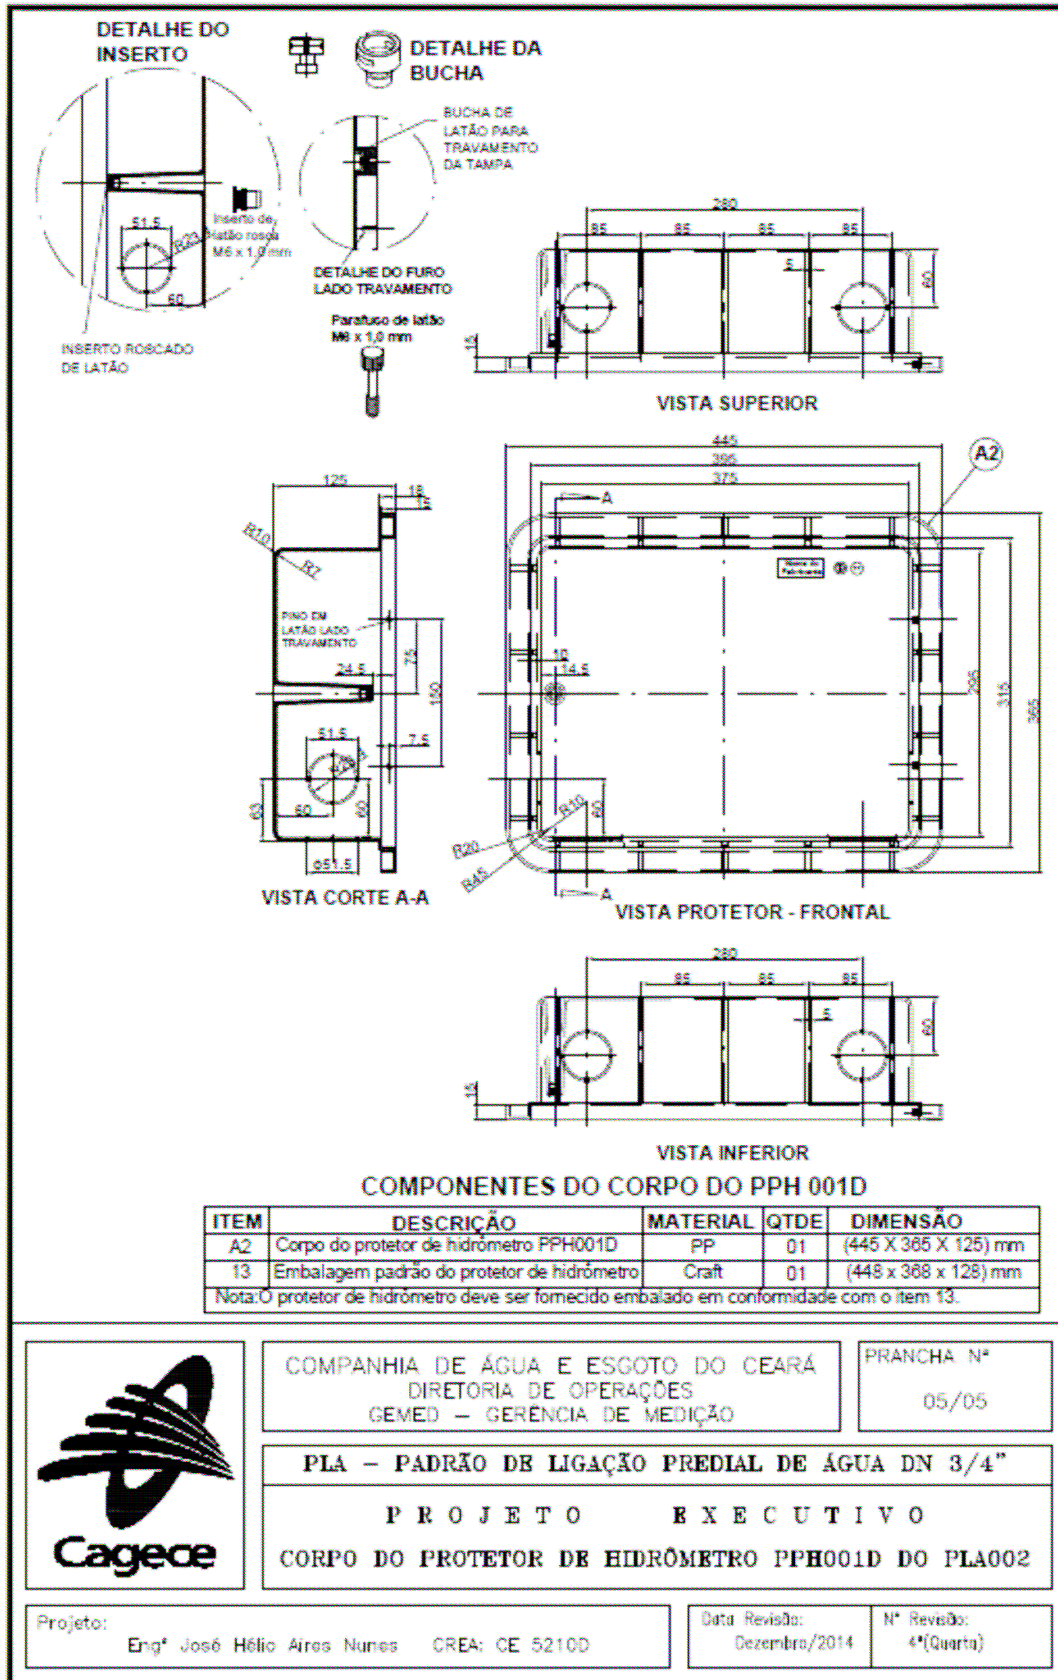 DETALHE DO
INSERTO
DETALHE DA
BUCHA
BUCHA DE
LATÃO PARA
TRAVAMENTO
DA TAMPA
51.5
R23
Inserto de
latão rosca
M6 x 1,0 mm
60
DETALHE DO FURO
LADO TRAVAMENTO
INSERTO ROSCADO
DE LATÃO
Parafuso de latão
M6 x 1,0 mm
280
85
85
85
85
5
60
15
VISTA SUPERIOR
445
395
375
A2
A
125
18
15
R10
R7
PINO EM
LATÃO LADO
TRAVAMENTO
24.5
75
150
51.5
7.5
63
60
60
ø51.5
VISTA CORTE A-A
Nome do
Fabricante
10
14.5
295
315
365
R10
60
R20
R45
A
VISTA PROTETOR - FRONTAL
280
85
85
85
5
60
15
VISTA INFERIOR
COMPONENTES DO CORPO DO PPH 001D
ITEM DESCRIÇÃO MATERIAL QTDE DIMENSÃO
A2 Corpo do protetor de hidrômetro PPH001D PP 01 (445 X 365 X 125) mm
13 Embalagem padrão do protetor de hidrômetro Craft 01 (448 x 368 x 128) mm
Nota:O protetor de hidrômetro deve ser fornecido embalado em conformidade com o item 13.
Cagece
COMPANHIA DE ÁGUA E ESGOTO DO CEARÁ
DIRETORIA DE OPERAÇÕES
GEMED – GERÊNCIA DE MEDIÇÃO
PRANCHA Nº
05/05
PLA – PADRÃO DE LIGAÇÃO PREDIAL DE ÁGUA DN 3/4"
PROJETO EXECUTIVO
CORPO DO PROTETOR DE HIDRÔMETRO PPH001D DO PLA002
Projeto:
Engº José Hélio Aires Nunes CREA: CE 5210D
Data Revisão:
Dezembro/2014
Nº Revisão:
4ª(Quarta)